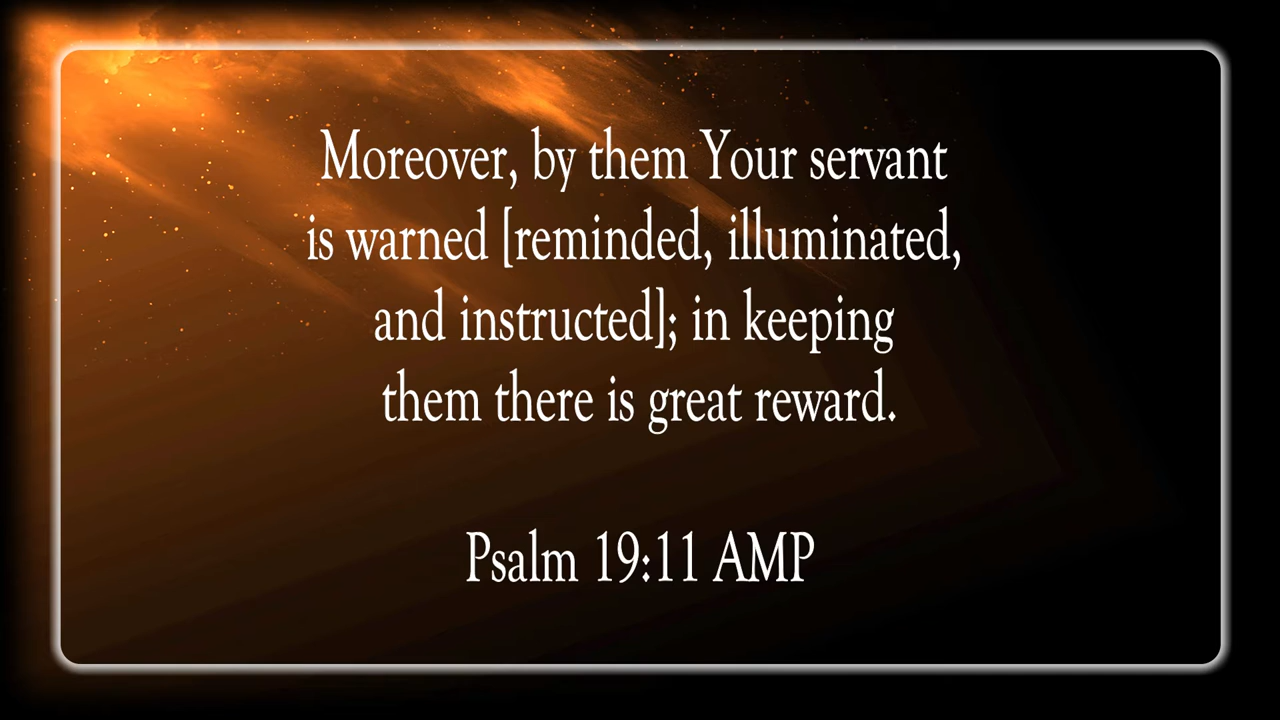 Moreover, by them Your servant
is warned [reminded, illuminated,
and instructed]; in keeping
them there is great reward.
Psalm 19:11 AMP